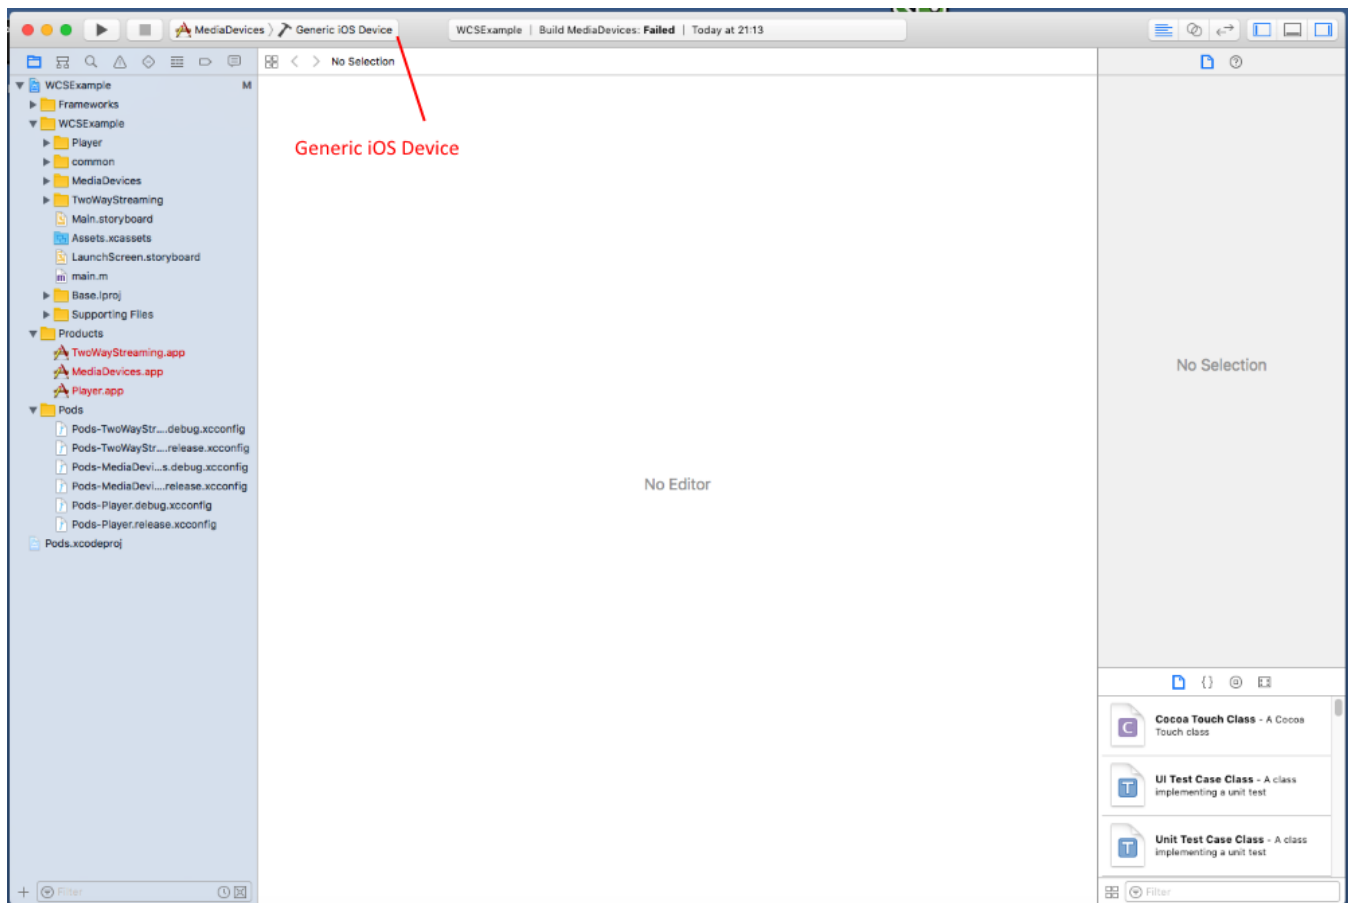 MediaDevices 〉 Generic iOS Device
WCSExample | Build MediaDevices: Failed | Today at 21:13
No Selection
Generic iOS Device
WCSExample M
Frameworks
WCSExample
Player
common
MediaDevices
TwoWayStreaming
Main.storyboard
Assets.xcassets
LaunchScreen.storyboard
main.m
Base.lproj
Supporting Files
Products
TwoWayStreaming.app
MediaDevices.app
Player.app
Pods
Pods-TwoWayStr....debug.xcconfig
Pods-TwoWayStr....release.xcconfig
Pods-MediaDevi...s.debug.xcconfig
Pods-MediaDevi....release.xcconfig
Pods-Player.debug.xcconfig
Pods-Player.release.xcconfig
Pods.xcodeproj
Filter
No Editor
No Selection
{}
C
Cocoa Touch Class - A Cocoa
Touch class
T
UI Test Case Class - A class
implementing a unit test
T
Unit Test Case Class - A class
implementing a unit test
Filter